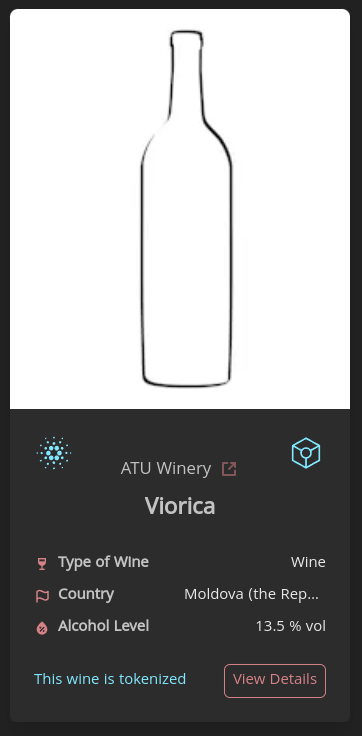 ATU Winery
Viorica
Type of Wine Wine
Country Moldova (the Rep...
Alcohol Level 13.5 % vol
This wine is tokenized View Details